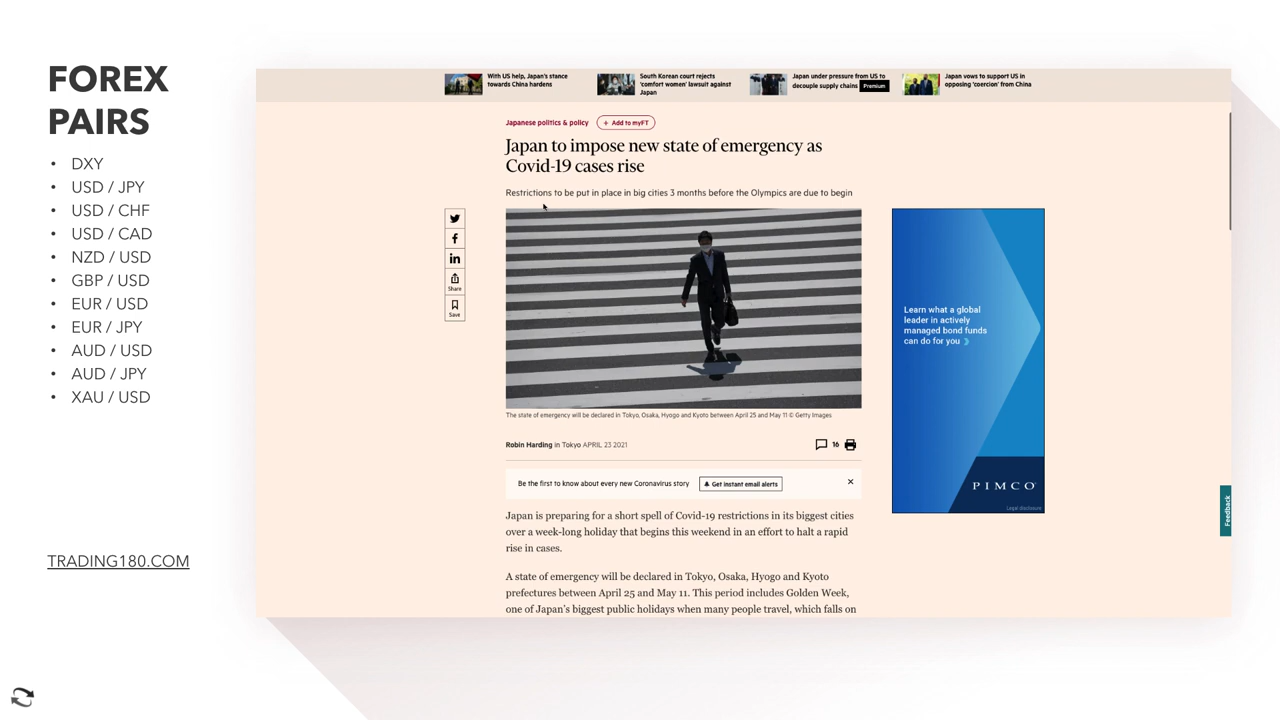 FOREX
PAIRS
• DXY
• USD / JPY
• USD / CHF
• USD / CAD
• NZD / USD
• GBP / USD
• EUR / USD
• EUR / JPY
• AUD / USD
• AUD / JPY
• XAU / USD
TRADING180.COM
With US help, Japan's stance
towards China hardens
South Korean court rejects
'comfort women' lawsuit against
Japan
Japan under pressure from US to
decouple supply chains Premium
Japan vows to support US in
opposing 'coercion' from China
Japanese politics & policy + Add to myFT
Japan to impose new state of emergency as
Covid-19 cases rise
Restrictions to be put in place in big cities 3 months before the Olympics are due to begin
Share
Save
The state of emergency will be declared in Tokyo, Osaka, Hyogo and Kyoto between April 25 and May 11 © Getty Images
Robin Harding in Tokyo APRIL 23 2021
16
Be the first to know about every new Coronavirus story Get instant email alerts
Japan is preparing for a short spell of Covid-19 restrictions in its biggest cities
over a week-long holiday that begins this weekend in an effort to halt a rapid
rise in cases.
A state of emergency will be declared in Tokyo, Osaka, Hyogo and Kyoto
prefectures between April 25 and May 11. This period includes Golden Week,
one of Japan's biggest public holidays when many people travel, which falls on
Learn what a global
leader in actively
managed bond funds
can do for you
PIMCO
Legal disclosure
Feedback